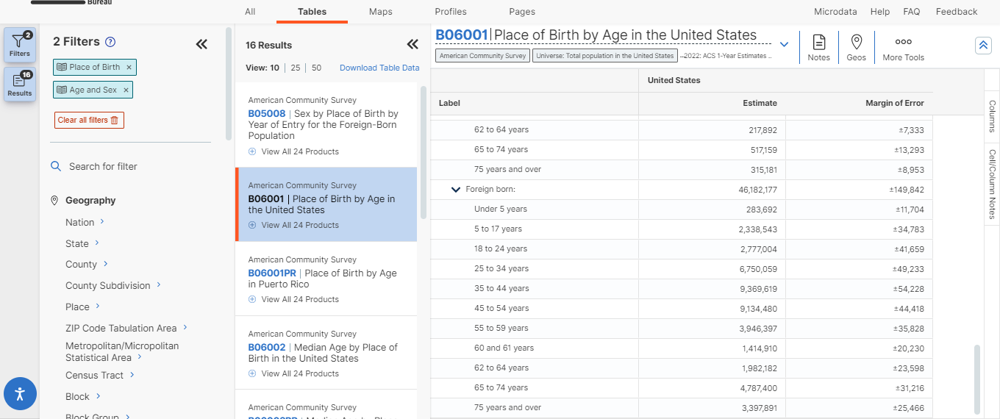 Bureau
All Tables Maps Profiles Pages
Microdata Help FAQ Feedback
2
Filters
16
Results
2 Filters
Place of Birth ×
Age and Sex ×
Clear all filters
Search for filter
Geography
Nation
State
County
County Subdivision
Place
ZIP Code Tabulation Area
Metropolitan/Micropolitan
Statistical Area
Census Tract
Block
Block Group
16 Results
View: 10 | 25 | 50 Download Table Data
American Community Survey
B05008 | Sex by Place of Birth by
Year of Entry for the Foreign-Born
Population
View All 24 Products
American Community Survey
B06001 | Place of Birth by Age in
the United States
View All 24 Products
American Community Survey
B06001PR | Place of Birth by Age
in Puerto Rico
View All 24 Products
American Community Survey
B06002 | Median Age by Place of
Birth in the United States
View All 24 Products
American Community Survey
B06001 | Place of Birth by Age in the United States
American Community Survey Universe: Total population in the United States 2022: ACS 1-Year Estimates ..
Notes Geos More Tools
United States
Label Estimate Margin of Error
62 to 64 years 217,892 ±7,333
65 to 74 years 517,159 ±13,293
75 years and over 315,181 ±8,953
Foreign born: 46,182,177 ±149,842
Under 5 years 283,692 ±11,704
5 to 17 years 2,338,543 ±34,783
18 to 24 years 2,777,004 ±41,659
25 to 34 years 6,750,059 ±49,233
35 to 44 years 9,369,619 ±54,228
45 to 54 years 9,134,480 ±44,418
55 to 59 years 3,946,397 ±35,828
60 and 61 years 1,414,910 ±20,230
62 to 64 years 1,982,182 ±23,598
65 to 74 years 4,787,400 ±31,216
75 years and over 3,397,891 ±25,466
Columns
Cell/Column Notes